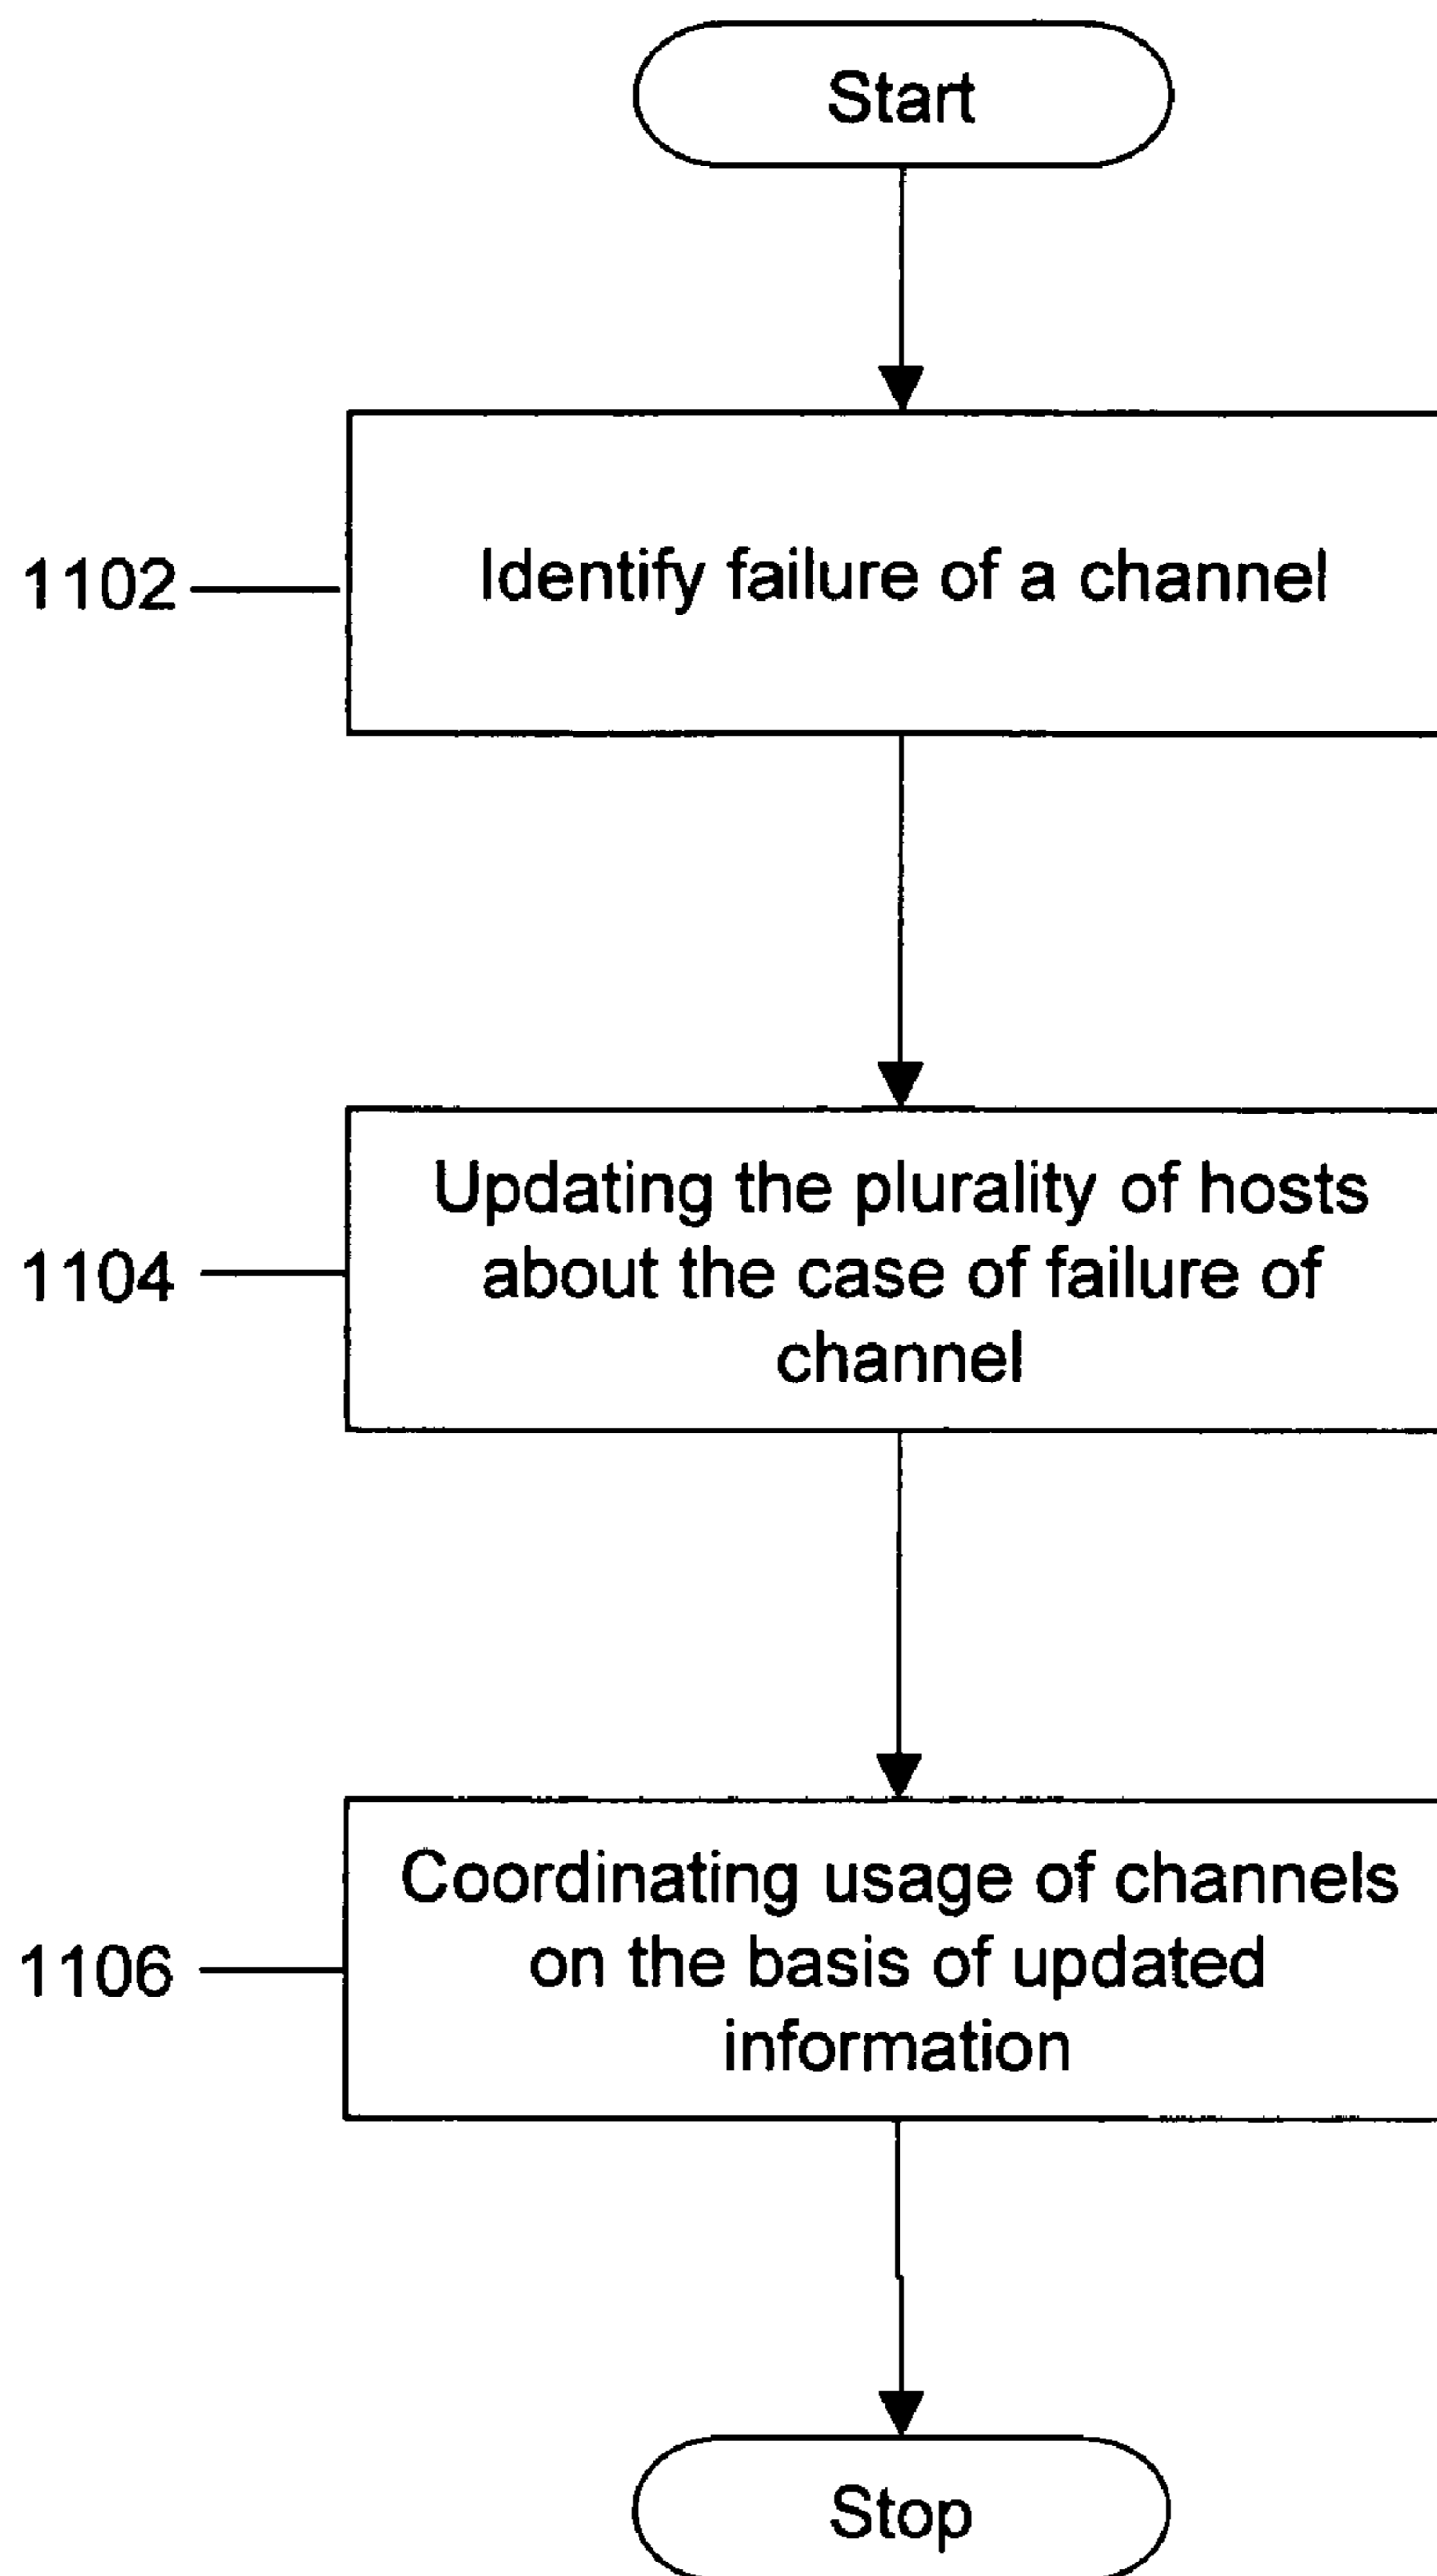 Start
1102
Identify failure of a channel
1104
Updating the plurality of hosts
about the case of failure of
channel
1106
Coordinating usage of channels
on the basis of updated
information
Stop